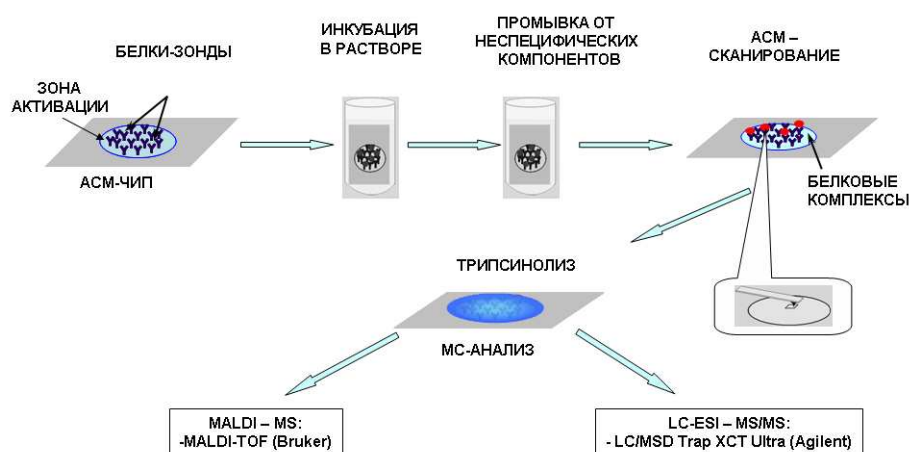 БЕЛКИ-ЗОНДЫ
ИНКУБАЦИЯ
В РАСТВОРЕ
ПРОМЫВКА ОТ
НЕСПЕЦИФИЧЕСКИХ
КОМПОНЕНТОВ
АСМ –
СКАНИРОВАНИЕ
ЗОНА
АКТИВАЦИИ
АСМ-ЧИП
БЕЛКОВЫЕ
КОМПЛЕКСЫ
ТРИПСИНОЛИЗ
МС-АНАЛИЗ
MALDI – MS:
-MALDI-TOF (Bruker)
LC-ESI – MS/MS:
- LC/MSD Trap XCT Ultra (Agilent)